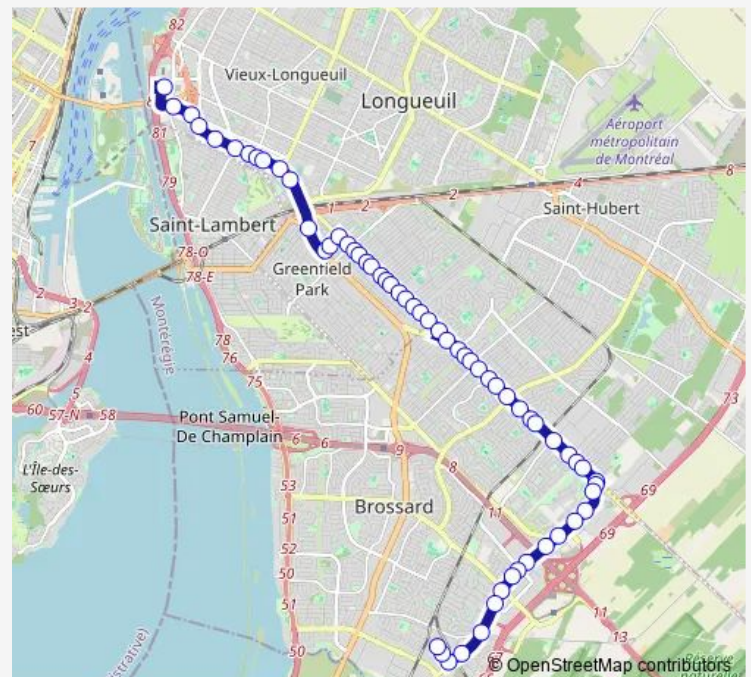 82
Vieux-Longueuil
Longueuil
Aéroport
métropolitain
de Montréal
81
7
79
1
2
2
4
8
Saint-Lambert
Saint-Hubert
78-O
78-E
Greenfield
Park
2
3
2
4
5
Montérégie
78
76
75
73
60
57-N
58
Pont Samuel-
De Champlain
6
6
9
8
L'Île-des-
Sœurs
53
51
Brossard
11
69
69
52
50
51
50
11
13
67
© OpenStreetMap contributors